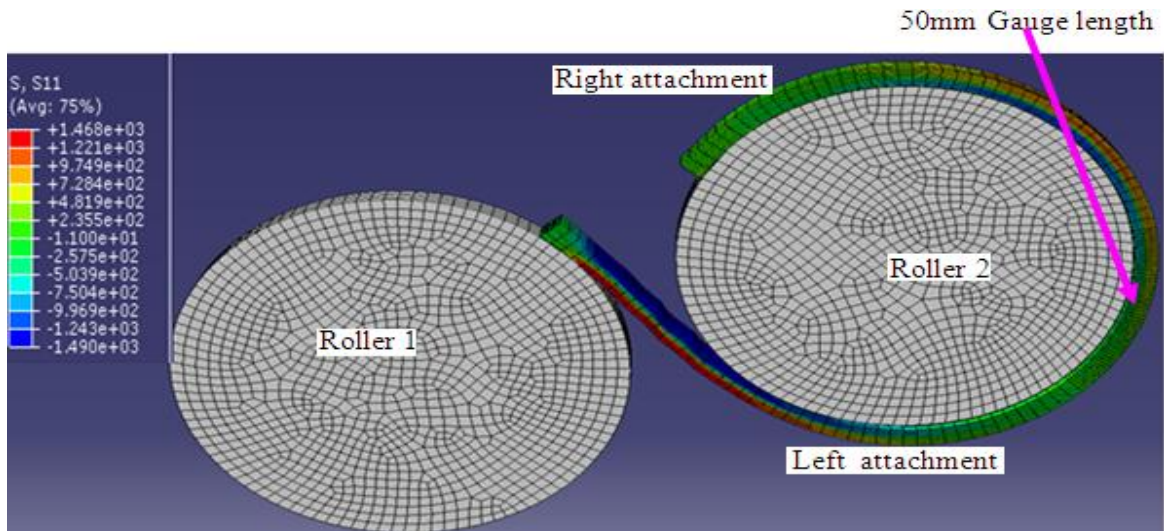 50mm Gauge length
Right attachment
S, S11
(Avg: 75%)
+1.468e+03
+1.221e+03
+9.749e+02
+7.284e+02
+4.819e+02
+2.355e+02
-1.100e+01
-2.575e+02
-5.039e+02
-7.504e+02
-9.969e+02
-1.243e+03
-1.490e+03
Roller 2
Roller 1
Left attachment